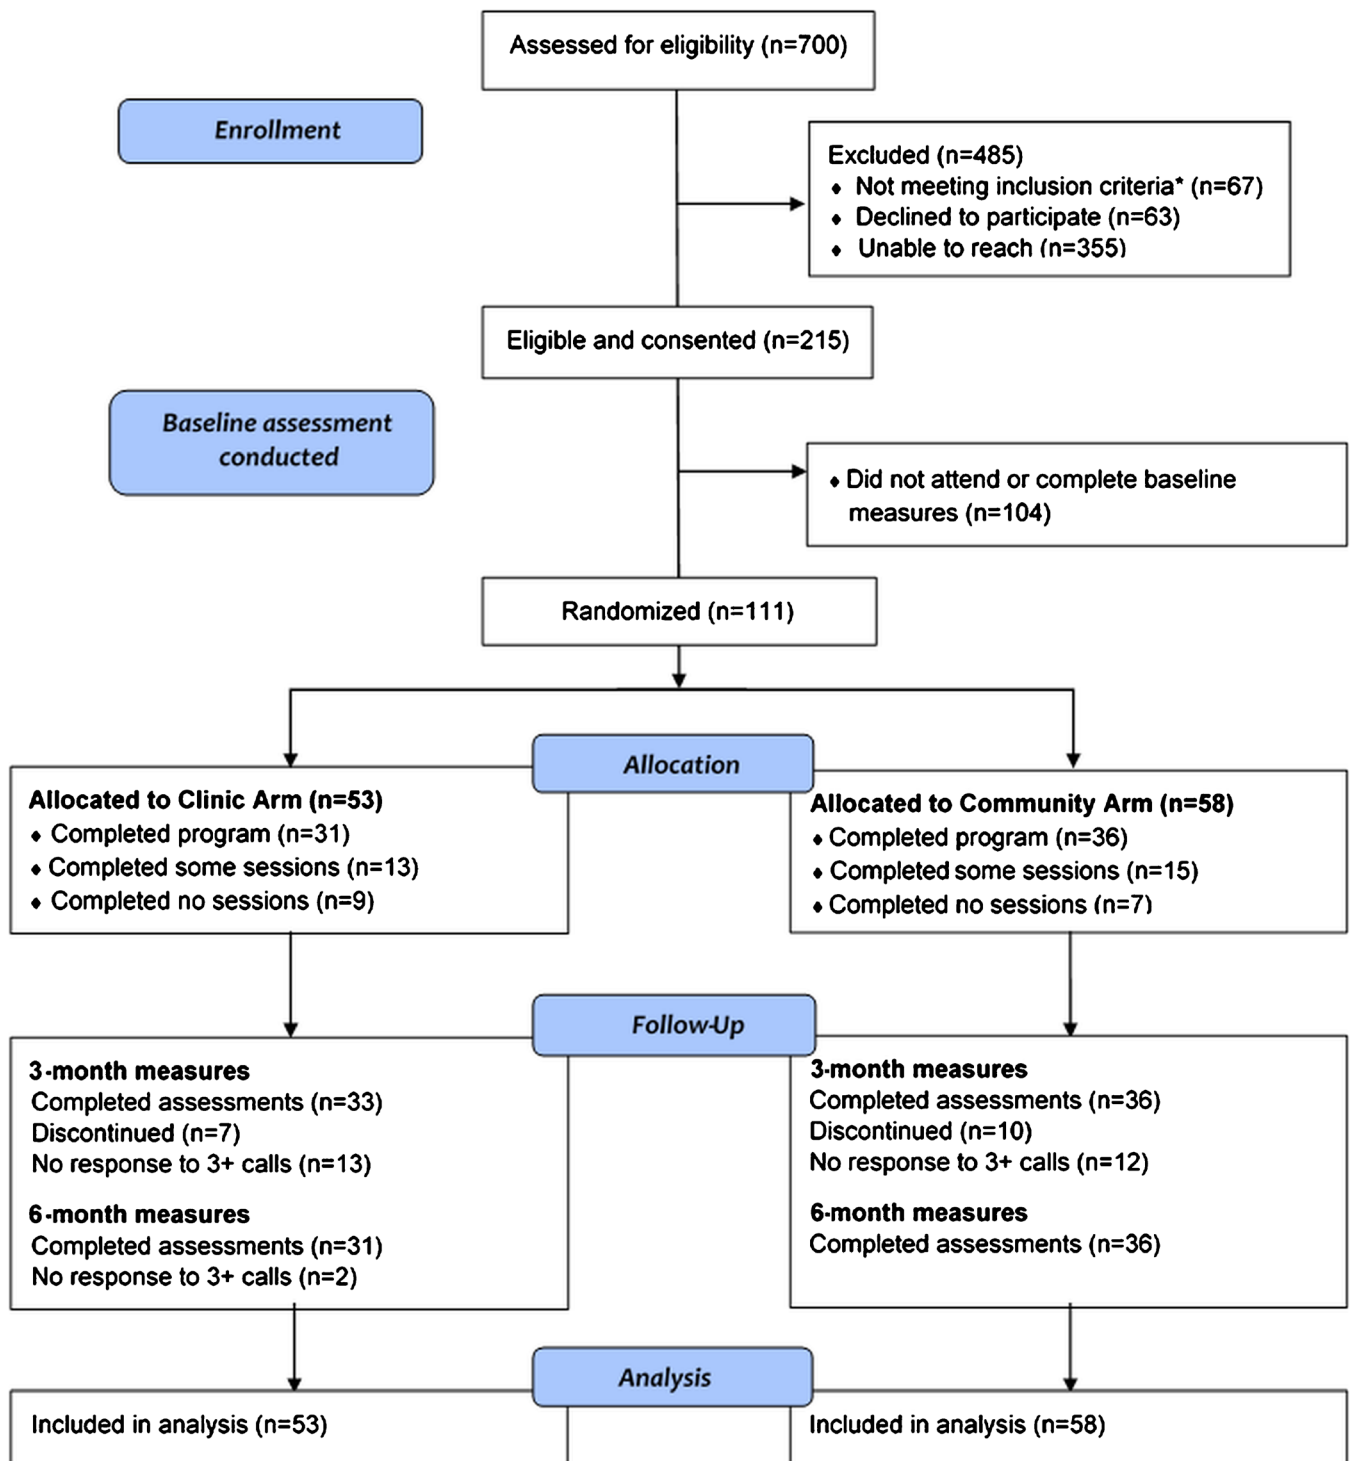 Assessed for eligibility (n=700)
Enrollment
Excluded (n=485)
♦ Not meeting inclusion criteria* (n=67)
♦ Declined to participate (n=63)
♦ Unable to reach (n=355)
Eligible and consented (n=215)
Baseline assessment
conducted
♦ Did not attend or complete baseline
measures (n=104)
Randomized (n=111)
Allocation
Allocated to Clinic Arm (n=53)
♦ Completed program (n=31)
♦ Completed some sessions (n=13)
♦ Completed no sessions (n=9)
Allocated to Community Arm (n=58)
♦ Completed program (n=36)
♦ Completed some sessions (n=15)
♦ Completed no sessions (n=7)
Follow-Up
3-month measures
Completed assessments (n=33)
Discontinued (n=7)
No response to 3+ calls (n=13)
6-month measures
Completed assessments (n=31)
No response to 3+ calls (n=2)
3-month measures
Completed assessments (n=36)
Discontinued (n=10)
No response to 3+ calls (n=12)
6-month measures
Completed assessments (n=36)
Analysis
Included in analysis (n=53)
Included in analysis (n=58)